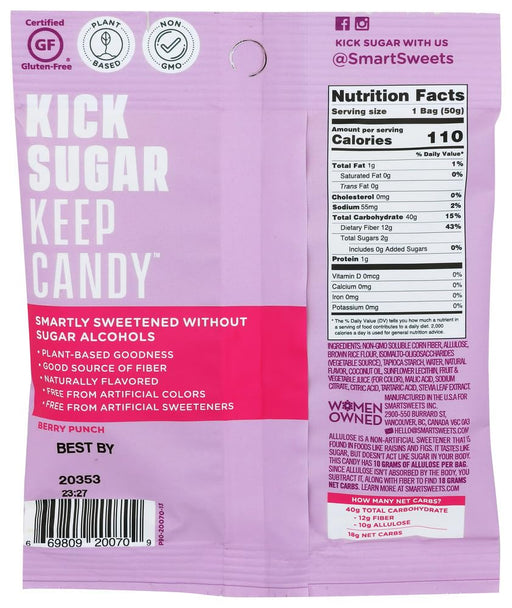 Certified
GF
Gluten-Free
PLANT
BASED
NON
GMO
KICK
SUGAR
KEEP
CANDY™
SMARTLY SWEETENED WITHOUT
SUGAR ALCOHOLS
• PLANT-BASED GOODNESS
• GOOD SOURCE OF FIBER
• NATURALLY FLAVORED
• FREE FROM ARTIFICIAL COLORS
• FREE FROM ARTIFICIAL SWEETENERS
BERRY PUNCH
BEST BY
20353
23:27
6 69809 20070 9
P80-20070-17
KICK SUGAR WITH US
@SmartSweets
Nutrition Facts
Serving size 1 Bag (50g)
Amount per serving
Calories 110
% Daily Value*
Total Fat 1g 1%
Saturated Fat 0g 0%
Trans Fat 0g
Cholesterol 0mg 0%
Sodium 55mg 2%
Total Carbohydrate 40g 15%
Dietary Fiber 12g 43%
Total Sugars 2g
Includes 0g Added Sugars 0%
Protein 1g
Vitamin D 0mcg 0%
Calcium 0mg 0%
Iron 0mg 0%
Potassium 0mg 0%
* The % Daily Value (DV) tells you how much a nutrient in
a serving of food contributes to a daily diet. 2,000
calories a day is used for general nutrition advice.
INGREDIENTS: NON-GMO SOLUBLE CORN FIBER, ALLULOSE,
BROWN RICE FLOUR, ISOMALTO-OLIGOSACCHARIDES
(VEGETABLE SOURCE), TAPIOCA STARCH, WATER, NATURAL
FLAVOR, COCONUT OIL, SUNFLOWER LECITHIN, FRUIT &
VEGETABLE JUICE (FOR COLOR), MALIC ACID, SODIUM
CITRATE, CITRIC ACID, TARTARIC ACID, STEVIA LEAF EXTRACT.
WOMEN
OWNED
MANUFACTURED IN THE U.S.A FOR
SMARTSWEETS INC.
2900-550 BURRARD ST,
VANCOUVER, BC, CANADA V6C 0A3
HELLO@SMARTSWEETS.COM
ALLULOSE IS A NON-ARTIFICIAL SWEETENER THAT IS
FOUND IN FOODS LIKE RAISINS AND FIGS. IT TASTES LIKE
SUGAR, BUT DOESN'T ACT LIKE SUGAR IN YOUR BODY.
THIS CANDY HAS 10 GRAMS OF ALLULOSE PER BAG.
SINCE ALLULOSE ISN'T ABSORBED BY THE BODY, YOU
SUBTRACT IT, ALONG WITH FIBER TO FIND 18 GRAMS
NET CARBS. LEARN MORE AT SMARTSWEETS.COM
HOW MANY NET CARBS?
40g TOTAL CARBOHYDRATE
- 12g FIBER
- 10g ALLULOSE
18g NET CARBS